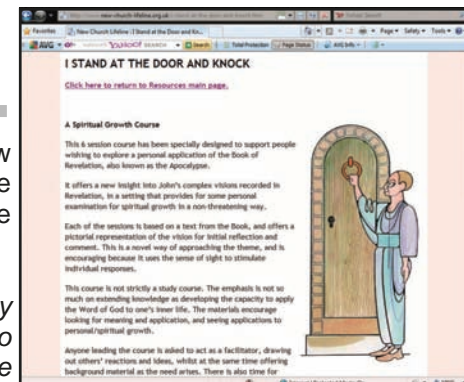 http://www.new-church-lifeline.org.uk
Favorites New Church Lifeline :I Stand at the Door and Kn...
Page Safety Tools
AVG YAHOO! SEARCH Search Total Protection Page Status AVG Info
I STAND AT THE DOOR AND KNOCK
Click here to return to Resources main page.
A Spiritual Growth Course
This 6 session course has been specially designed to support people
wishing to explore a personal application of the Book of
Revelation, also known as the Apocalypse.
It offers a new insight into John's complex visions recorded in
Revelation, in a setting that provides for some personal
examination for spiritual growth in a non-threatening way.
Each of the sessions is based on a text from the Book, and offers a
pictorial representation of the vision for initial reflection and
comment. This is a novel way of approaching the theme, and is
encouraging because it uses the sense of sight to stimulate
individual responses.
This course is not strictly a study course. The emphasis is not so
much on extending knowledge as developing the capacity to apply
the Word of God to one's inner life. The materials encourage
looking for meaning and application, and seeing applications to
personal/spiritual growth.
Anyone leading the course is asked to act as a facilitator, drawing
out others' reactions and ideas, whilst at the same time offering
background material as the need arises. There is also time for
w
e
e
y
o
e